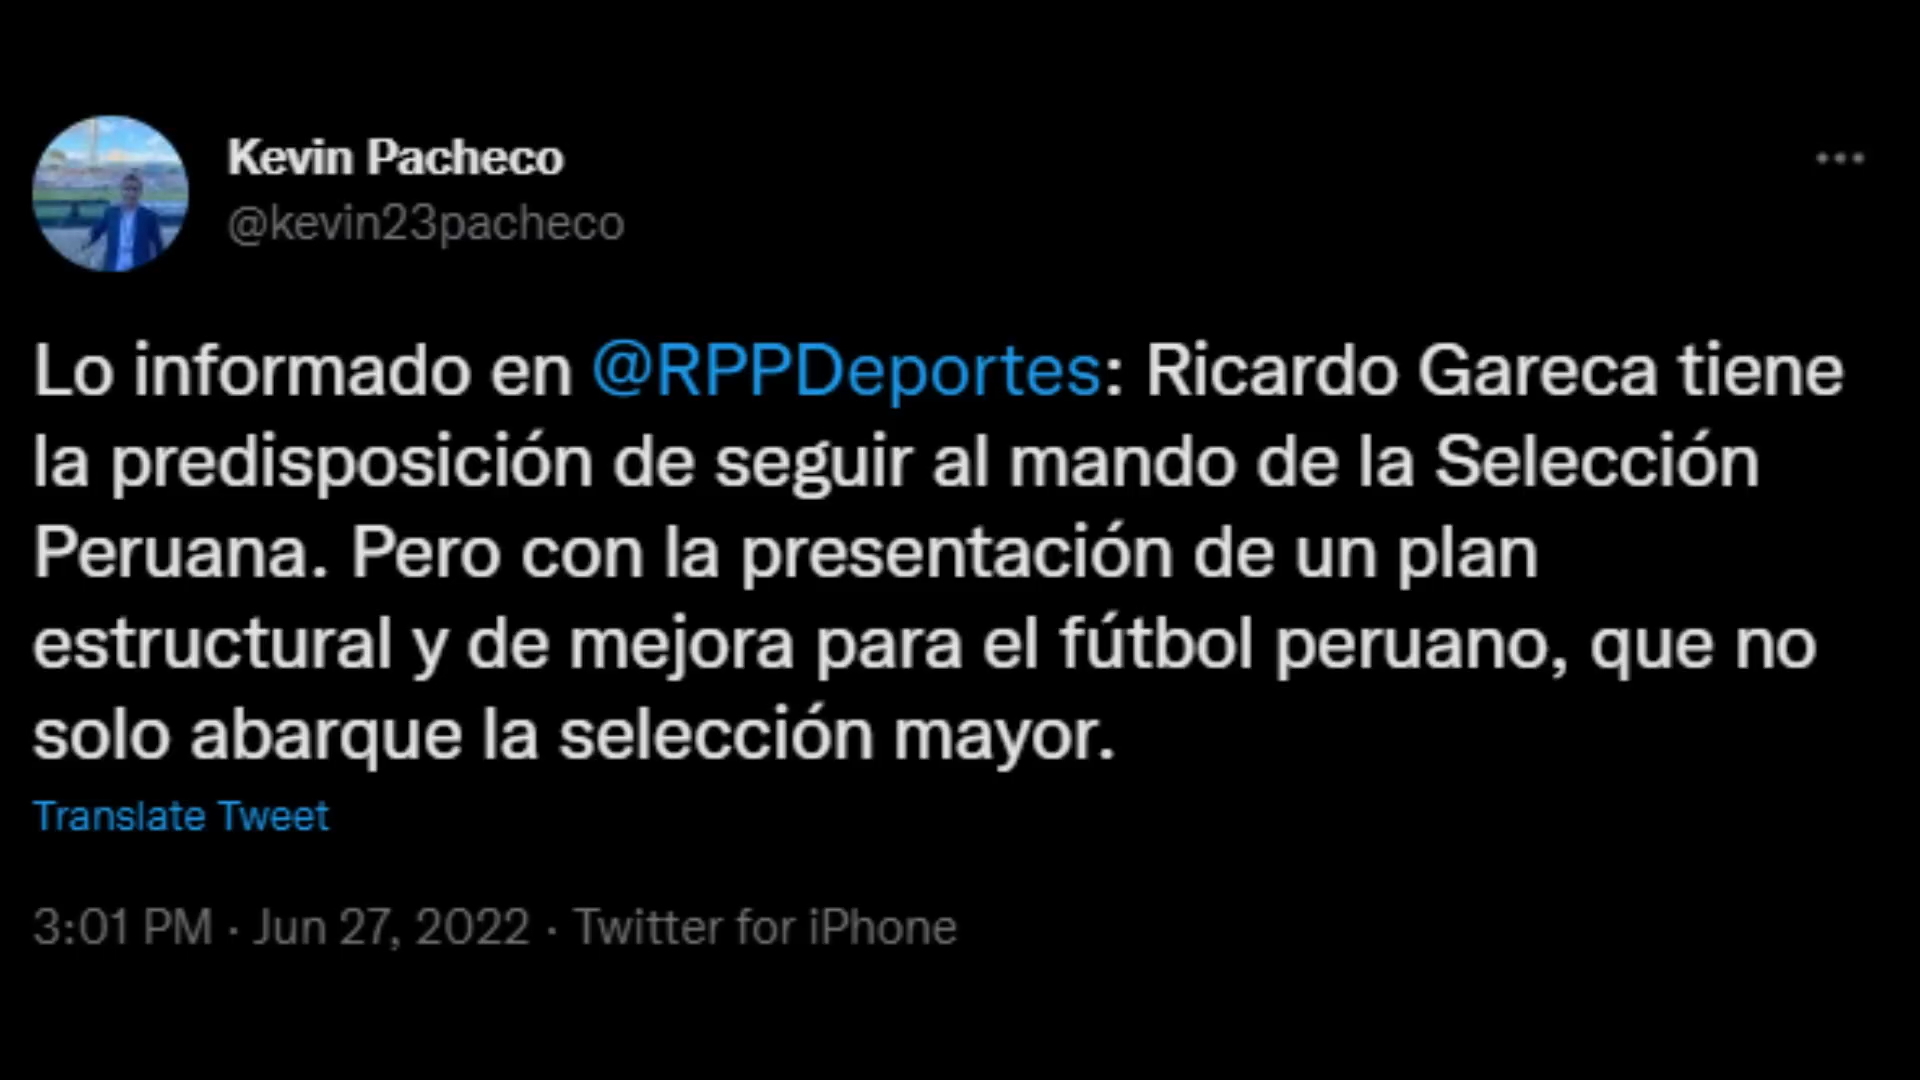 Kevin Pacheco
@kevin23pacheco
Lo informado en @RPPDeportes: Ricardo Gareca tiene
la predisposición de seguir al mando de la Selección
Peruana. Pero con la presentación de un plan
estructural y de mejora para el fútbol peruano, que no
solo abarque la selección mayor.
Translate Tweet
3:01 PM · Jun 27, 2022 · Twitter for iPhone